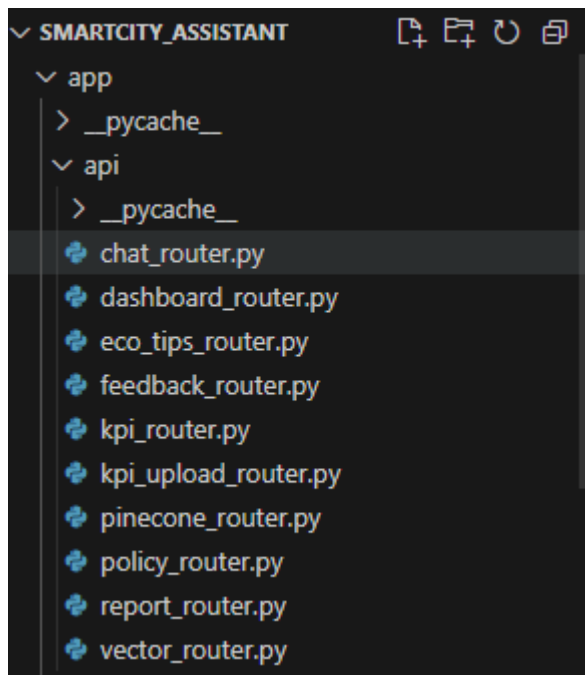 SMARTCITY_ASSISTANT
app
__pycache__
api
__pycache__
chat_router.py
dashboard_router.py
eco_tips_router.py
feedback_router.py
kpi_router.py
kpi_upload_router.py
pinecone_router.py
policy_router.py
report_router.py
vector_router.py